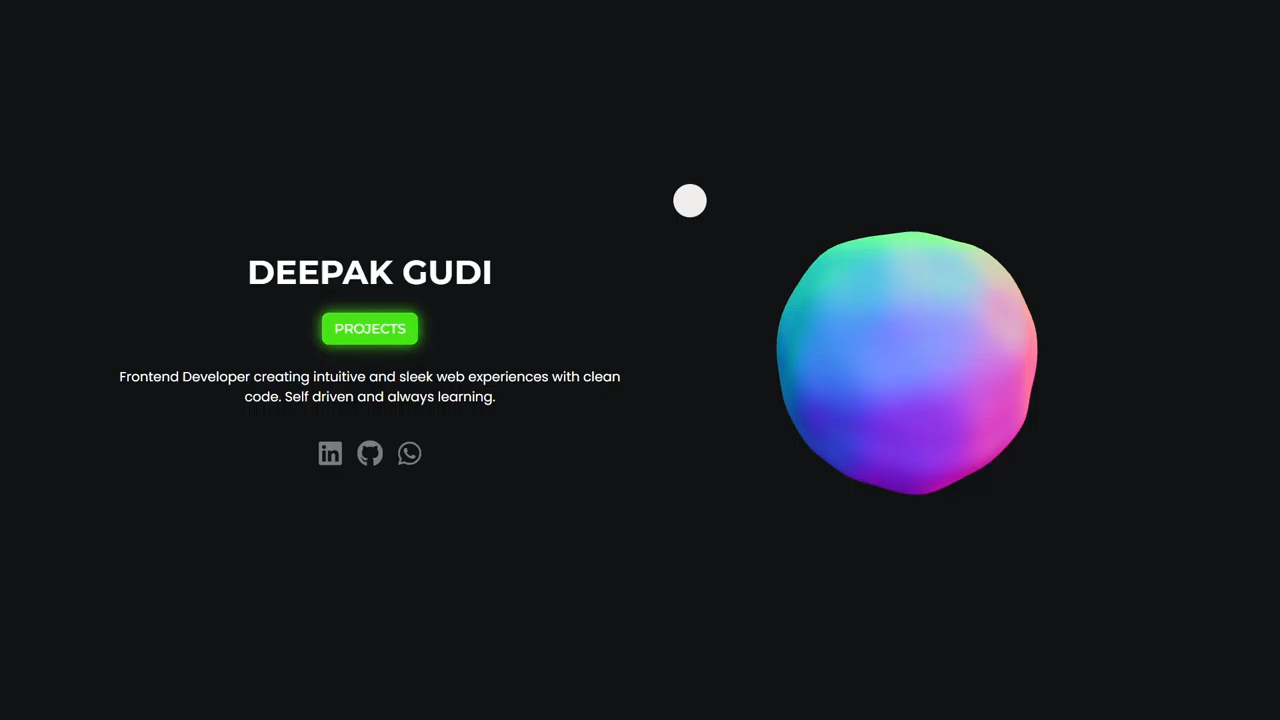 DEEPAK GUDI
PROJECTS
Frontend Developer creating intuitive and sleek web experiences with clean
code. Self driven and always learning.
in